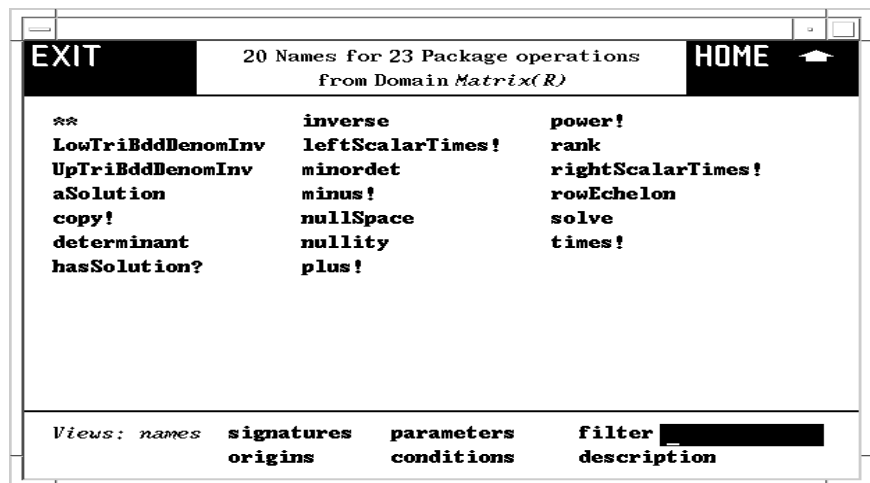 EXIT 20 Names for 23 Package operations HOME
from Domain Matrix(R)
** inverse power!
LowTriBddDenomInv leftScalarTimes! rank
UpTriBddDenomInv minordet rightScalarTimes!
aSolution minus! rowEchelon
copy! nullSpace solve
determinant nullity times!
hasSolution? plus!
Views: names signatures parameters filter
origins conditions description